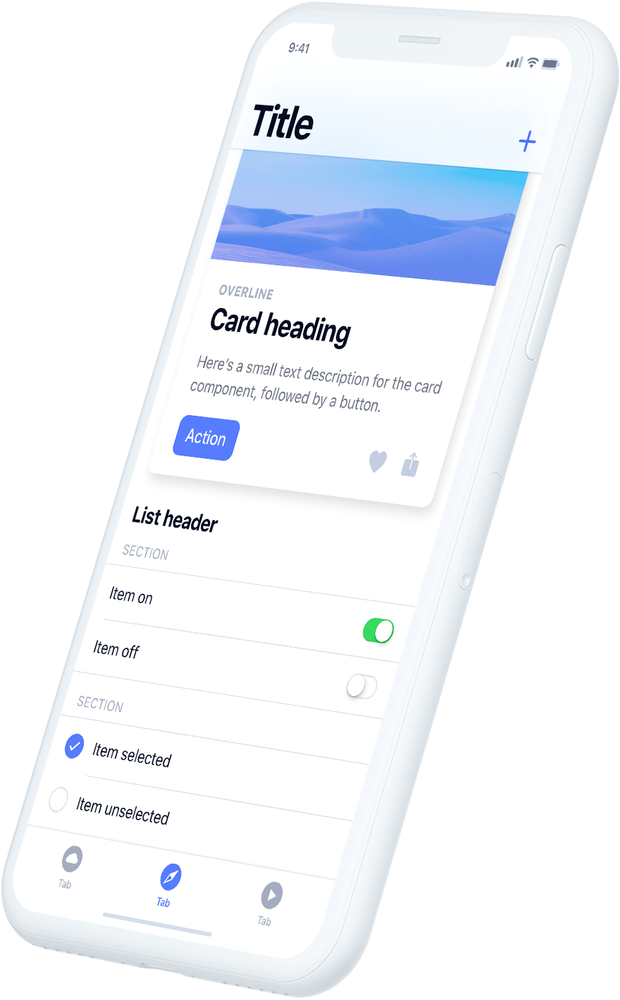 9:41
Title
OVERLINE
Card heading
Here's a small text description for the card
component, followed by a button.
Action
List header
SECTION
Item on
Item off
SECTION
Item selected
Item unselected
Tab
Tab
Tab